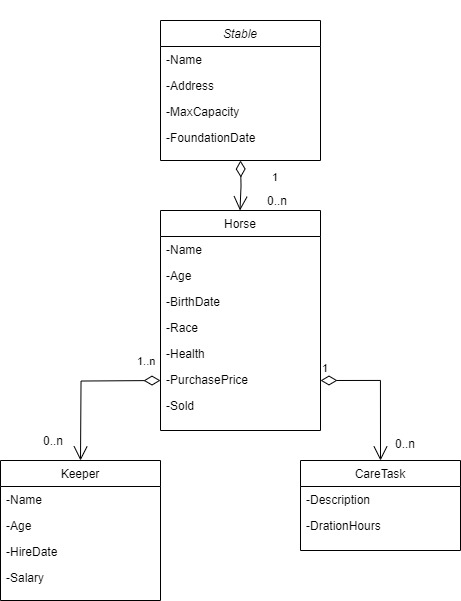 Stable
-Name
-Address
-MaxCapacity
-FoundationDate
1
0..n
Horse
-Name
-Age
-BirthDate
-Race
-Health
-PurchasePrice
-Sold
1..n
1
0..n
0..n
Keeper
-Name
-Age
-HireDate
-Salary
CareTask
-Description
-DrationHours